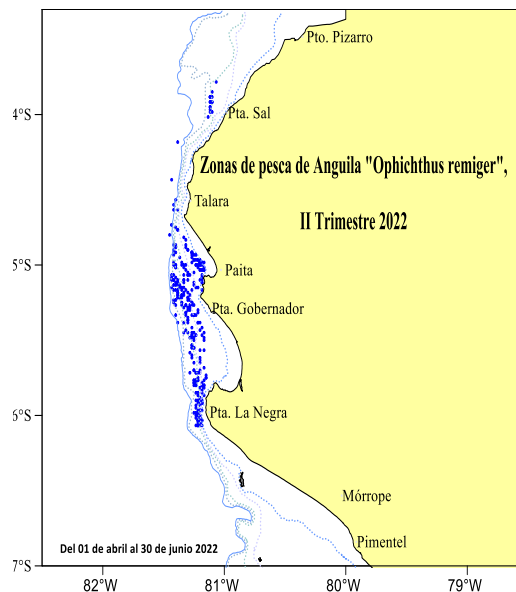 Pto. Pizarro
4°S
Pta. Sal
Zonas de pesca de Anguila "Ophichthus remiger",
Talara
II Trimestre 2022
5°S
Paita
Pta. Gobernador
6°S
Pta. La Negra
Mórrope
Pimentel
Del 01 de abril al 30 de junio 2022
7°S
82°W
81°W
80°W
79°W